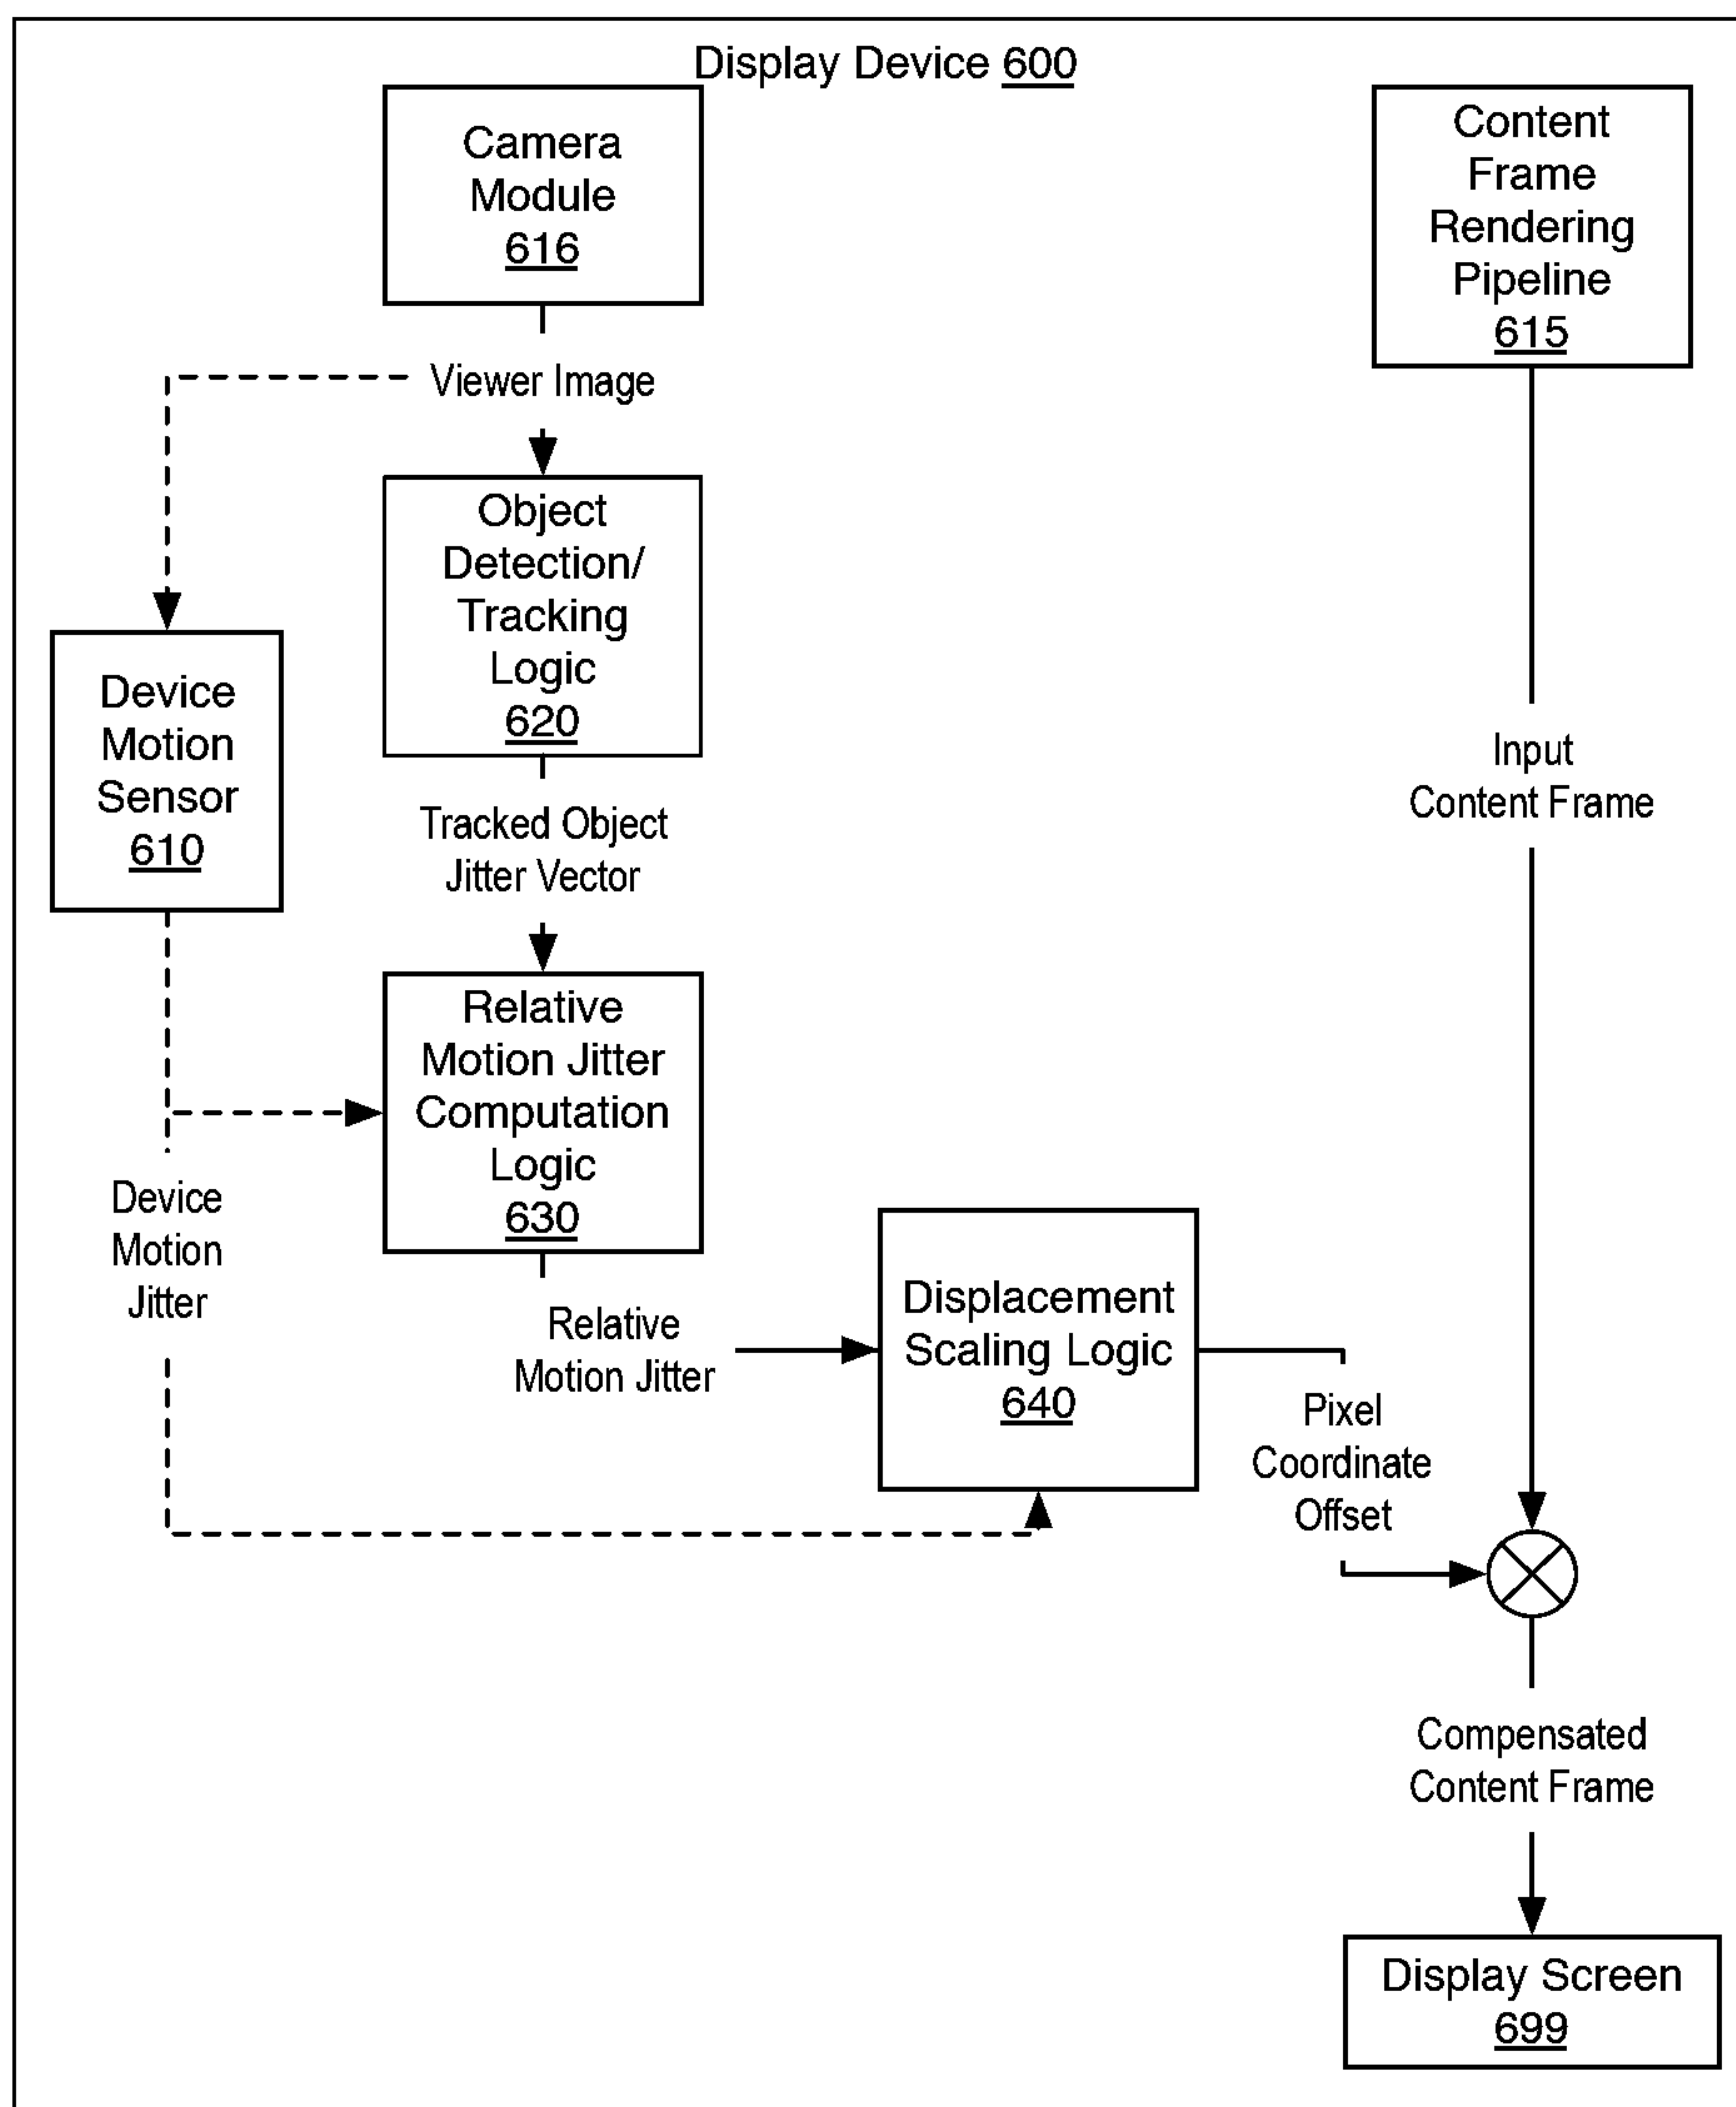 Display Device 600
Camera
Module
616
Content
Frame
Rendering
Pipeline
615
Viewer Image
Object
Detection/
Tracking
Logic
620
Device
Motion
Sensor
610
Input
Content Frame
Tracked Object
Jitter Vector
Relative
Motion Jitter
Computation
Logic
630
Device
Motion
Jitter
Relative
Motion Jitter
Displacement
Scaling Logic
640
Pixel
Coordinate
Offset
Compensated
Content Frame
Display Screen
699